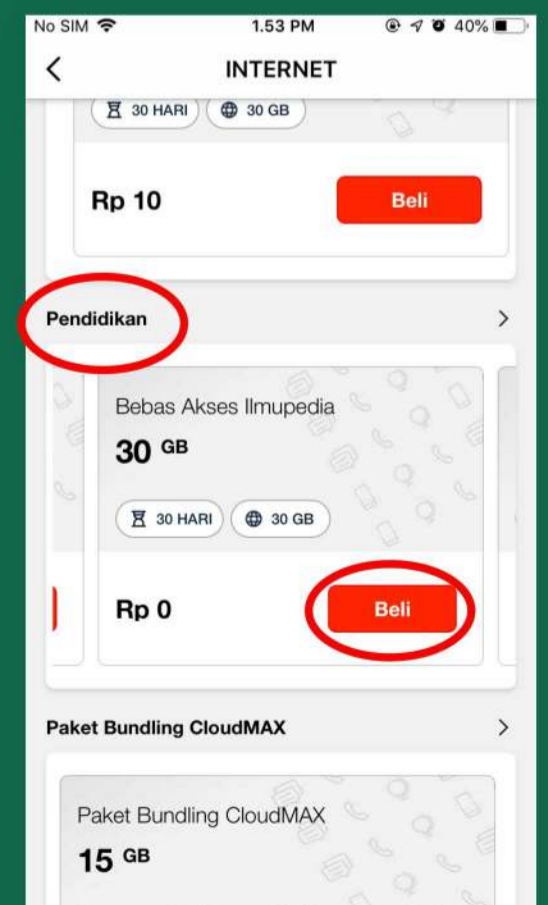 No SIM 1.53 PM 40%
INTERNET
30 HARI 30 GB
Rp 10 Beli
Pendidikan
Bebas Akses Ilmupedia
30 GB
30 HARI 30 GB
Rp 0 Beli
Paket Bundling CloudMAX
Paket Bundling CloudMAX
15 GB